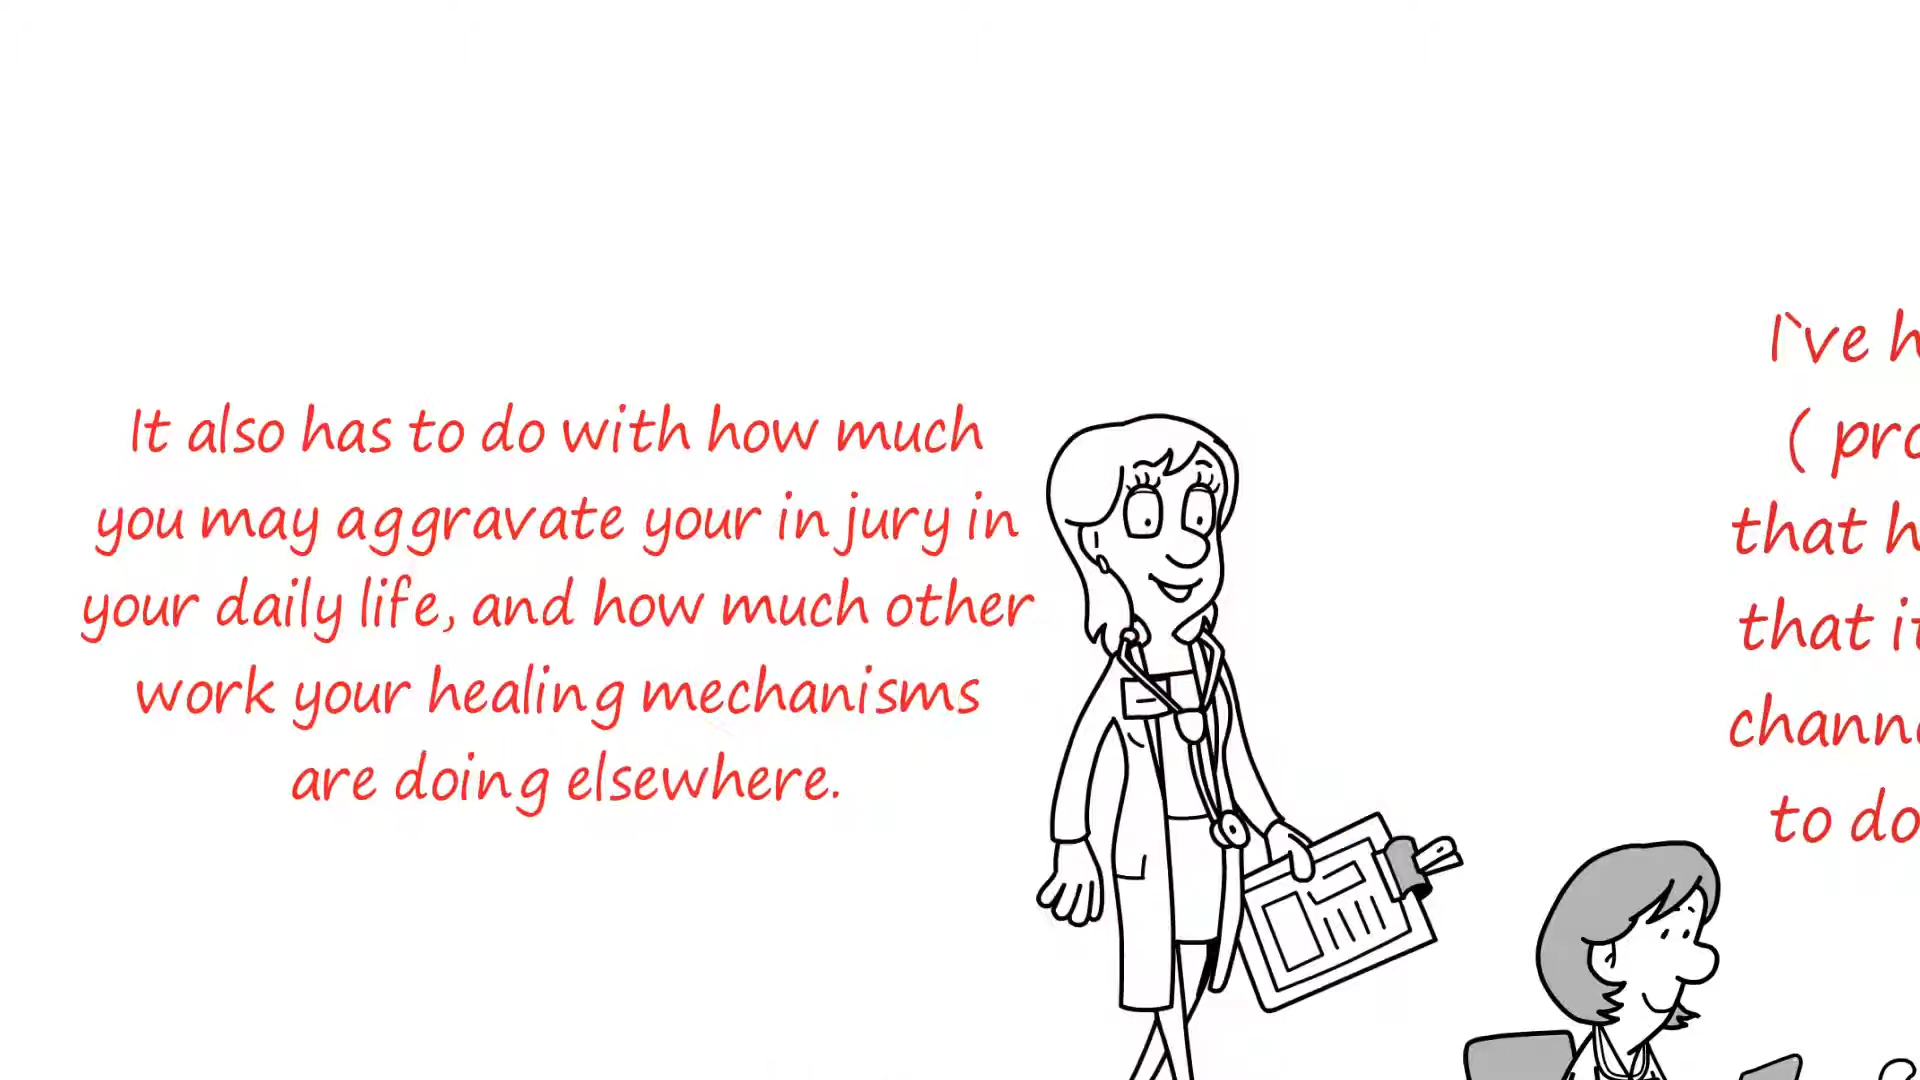 It also has to do with how much
you may aggravate your injury in
your daily life, and how much other
work your healing mechanisms
are doing elsewhere.
I`ve
(
that
that
to do